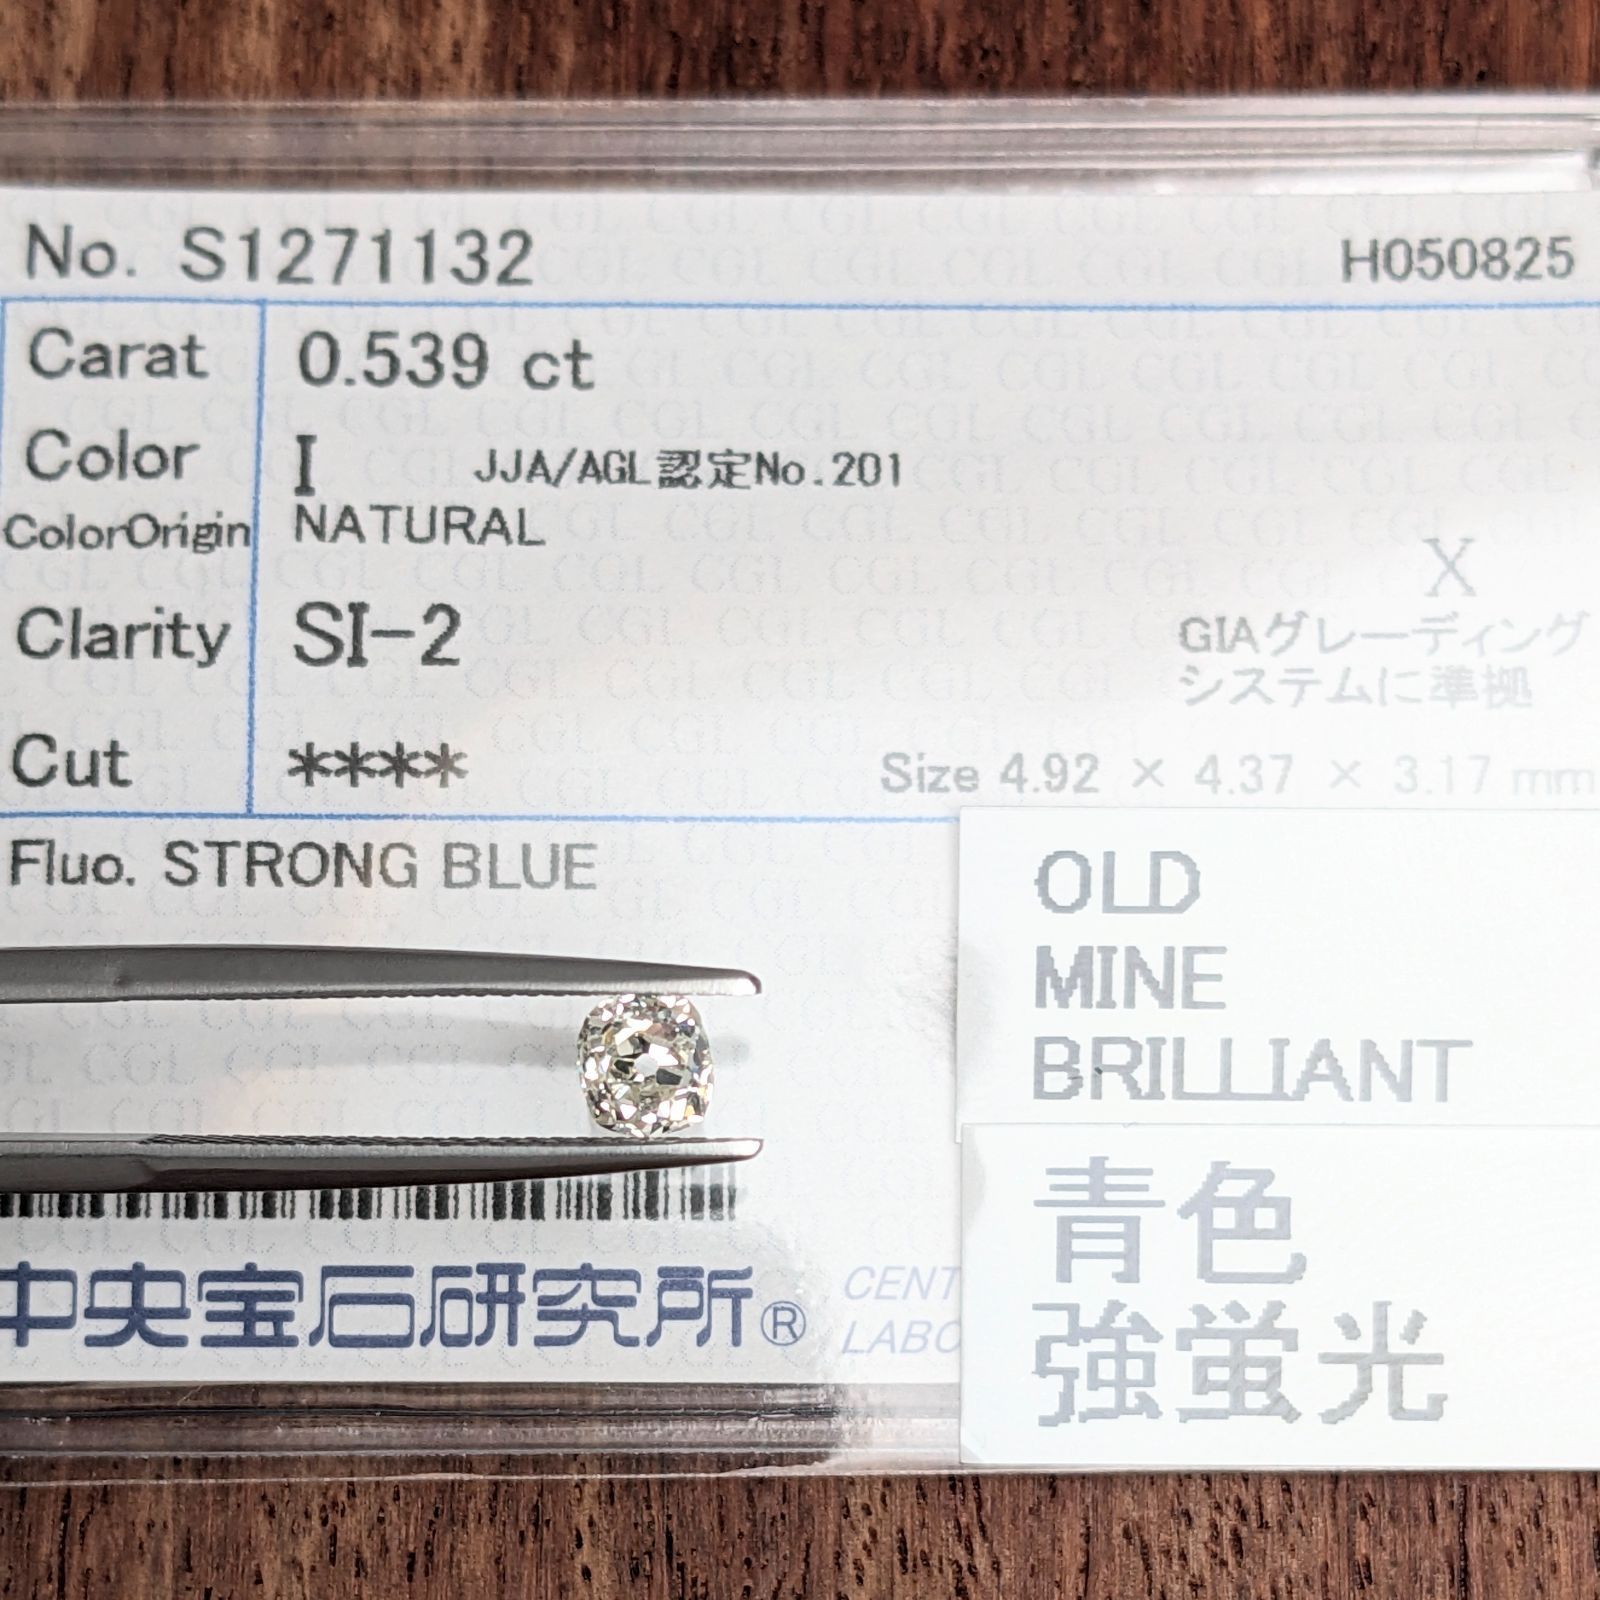 No. S1271132 H050825
Carat 0.539 ct
Color I JJA/AGL認定No.201
ColorOrigin NATURAL
X
Clarity SI-2 GIAグレーディング
システムに準拠
Cut **** Size 4.92 × 4.37 × 3.17 mm
Fluo. STRONG BLUE
OLD
MINE
BRILLIANT
青色
強蛍光
中央宝石研究所® CENT
LABO